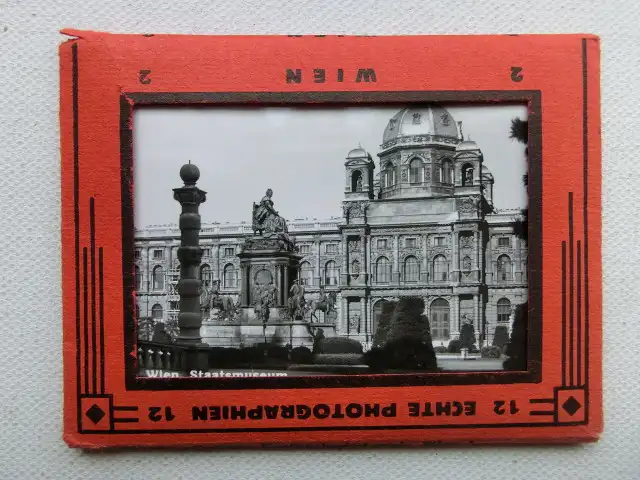 2 WIEN 2
Wien. Staatsmuseum
12 ECHTE PHOTOGRAPHIEN 12